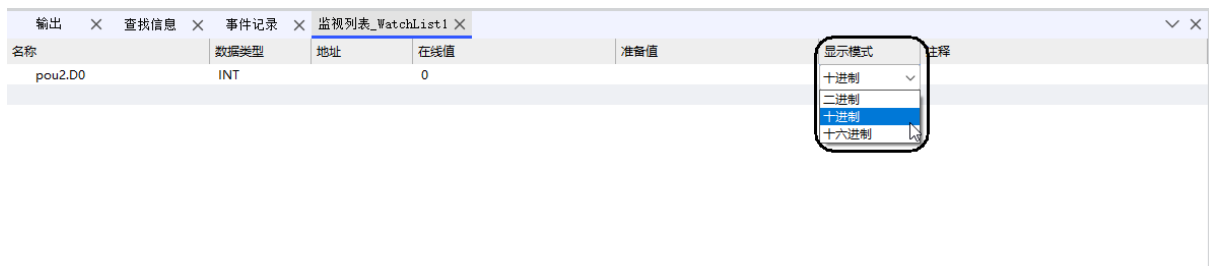 输出 查找信息 事件记录 监视列表_WatchList1
名称 数据类型 地址 在线值 准备值 显示模式 注释
pou2.D0 INT 0 十进制
二进制
十进制
十六进制